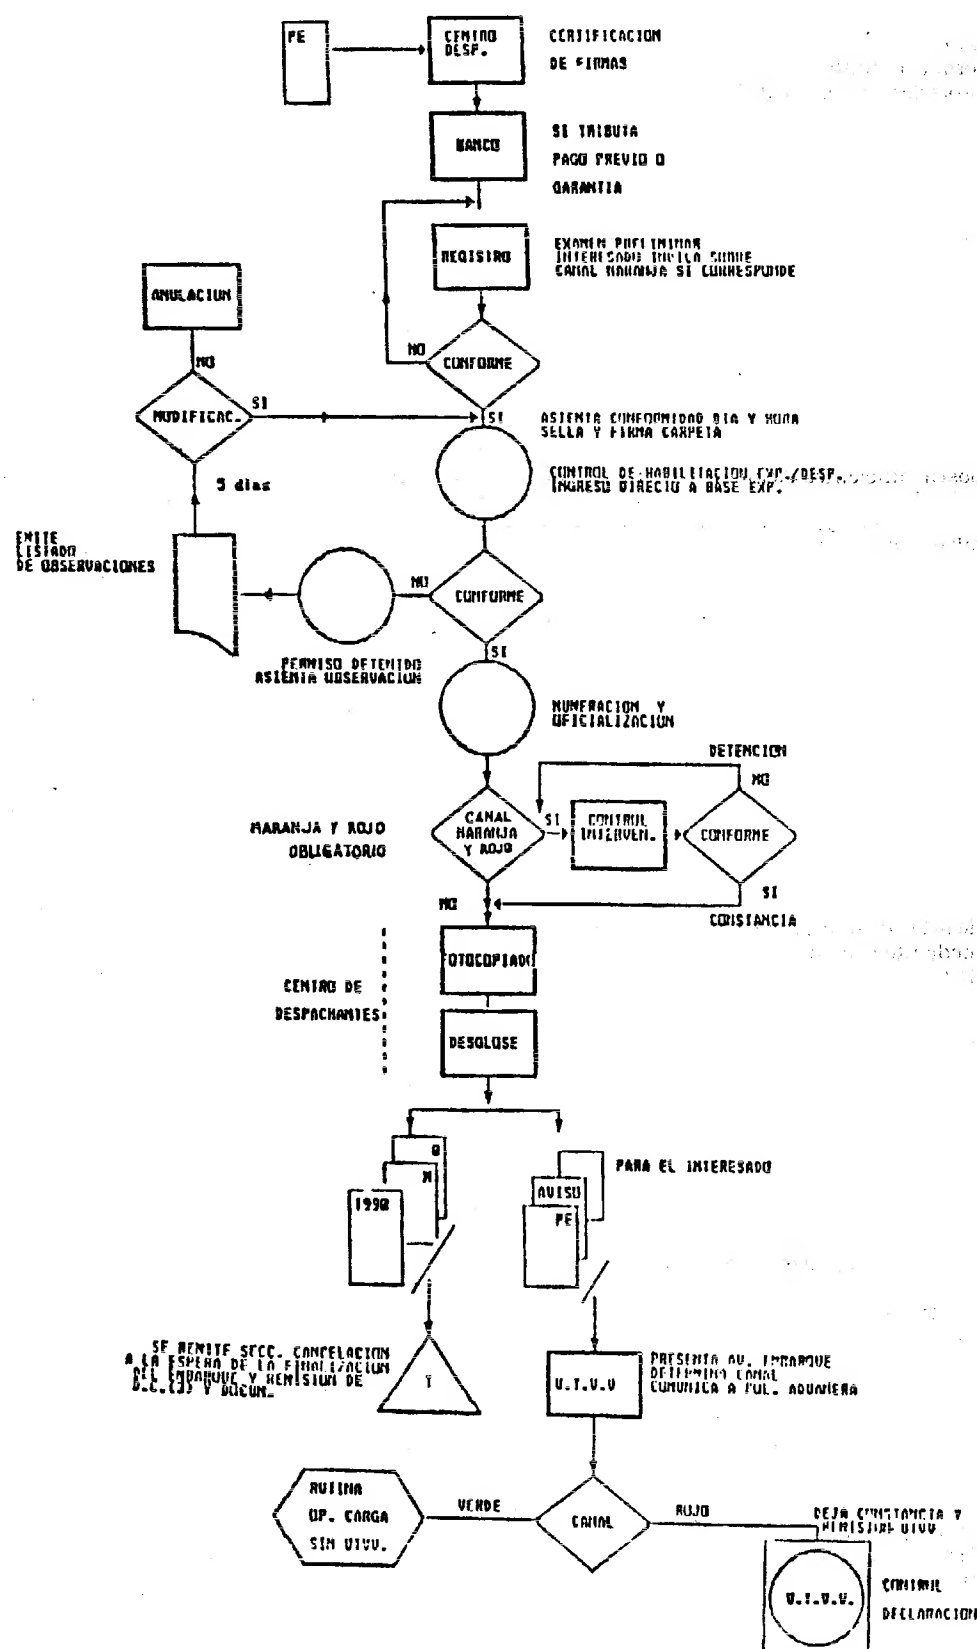 PE
CENTRO
DESP.
CERTIFICACION
DE FIRMAS
BANCO
SI TRIBUTA
PAGO PREVIO O
GARANTIA
REGISTRO
EXAMEN PRELIMINAR
INTERESADO
CANAL NARANJA SI CORRESPONDE
ANULACION
NO
NO
CONFORME
MODIFICAC.
SI
SI
ASIENTA CONFORMIDAD DIA Y HORA
SELLA Y FIRMA CARPETA
CONTROL DE HABILITACION EXP./DESP.
INGRESO DIRECTO A BASE EXP.
5 dias
EMITE
LISTADO
DE OBSERVACIONES
NO
CONFORME
SI
PERMISO DETENIDO
ASIENTA OBSERVACION
NUMERACION Y
OFICIALIZACION
DETENCION
NO
NARANJA Y ROJO
OBLIGATORIO
CANAL
NARANJA
Y ROJO
SI
CONTROL
INTERVEN.
CONFORME
NO
SI
CONSTANCIA
OTOCOPIADO
CENTRO DE
DESPACHANTES
DESGLOSE
PARA EL INTERESADO
AVISO
PE
SE REMITE SECC. CANCELACION
A LA ESPERA DE LA FINALIZACION
DEL EMBARQUE Y REMISION DE
Y DOCUM.
U.T.V.V
PRESENTA AV. EMBARQUE
DETERMINA CANAL
COMUNICA A POL. ADUANERA
RUTINA
OP. CARGA
SIN UTVV.
VERDE
CANAL
ROJO
DEJA CONSTANCIA Y
UTVV
U.T.V.V.
CONTROL
DECLARACION